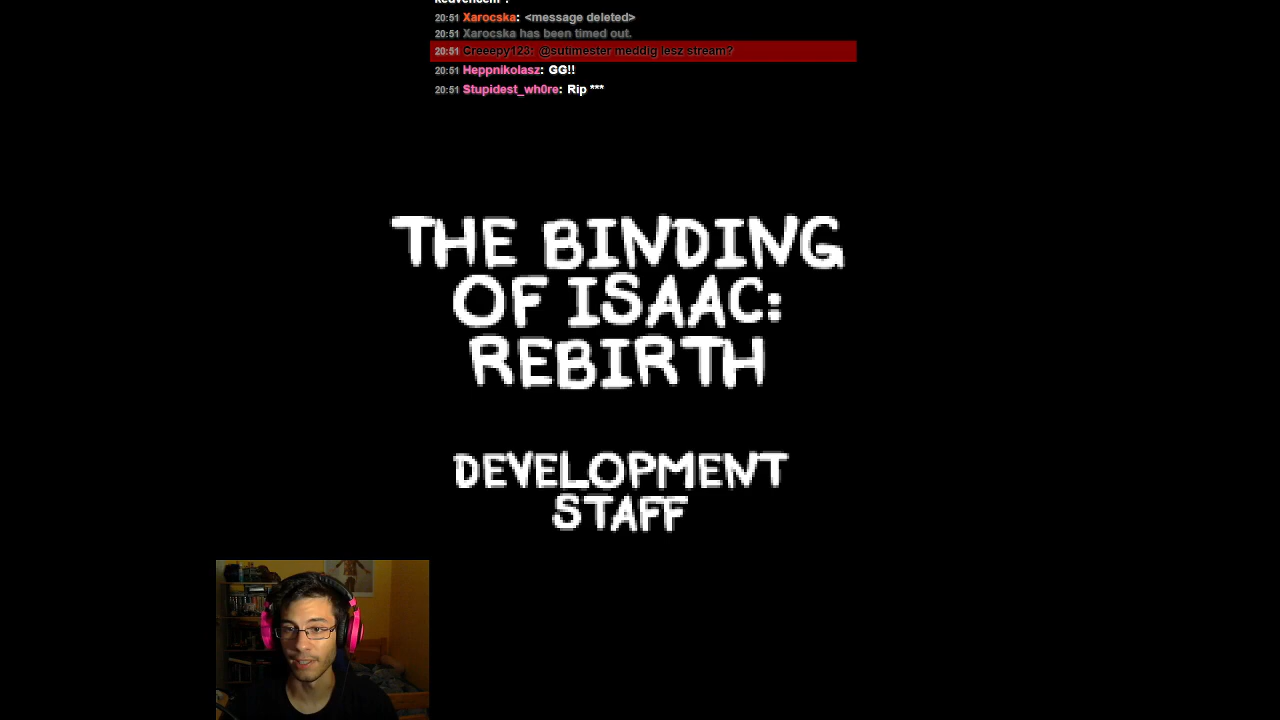 20:51 Xarocska: <message deleted>
20:51 Xarocska has been timed out.
20:51 Creeepy123: @sutimester meddig lesz stream?
20:51 Heppnikolasz: GG!!
20:51 Stupidest_wh0re: Rip ***
THE BINDING
OF ISAAC:
REBIRTH
DEVELOPMENT
STAFF